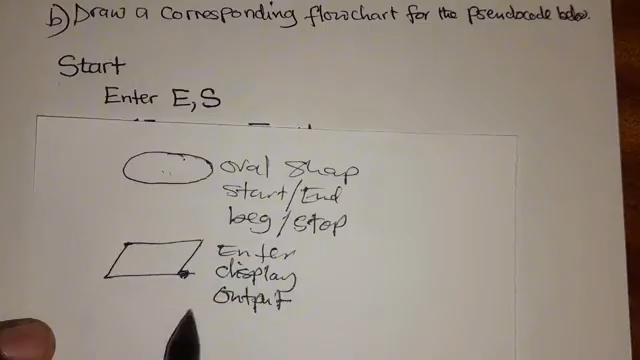 b) Draw a corresponding flowchart for the pseudocode below.
Start
Enter E, S
oval shap
start/End
beg/stop
Enter
display
output